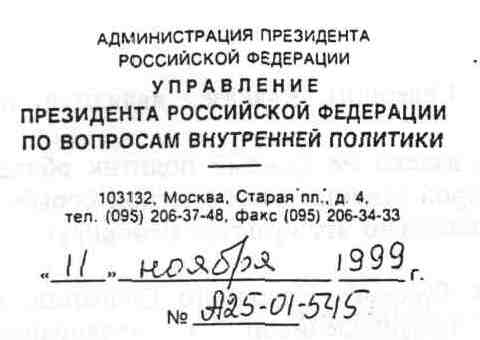 АДМИНИСТРАЦИЯ ПРЕЗИДЕНТА
РОССИЙСКОЙ ФЕДЕРАЦИИ
УПРАВЛЕНИЕ
ПРЕЗИДЕНТА РОССИЙСКОЙ ФЕДЕРАЦИИ
ПО ВОПРОСАМ ВНУТРЕННЕЙ ПОЛИТИКИ
103132, Москва, Старая пл., д. 4,
тел. (095) 206-37-48, факс (095) 206-34-33
„11„ ноября 1999 г.
№ А25-01-545